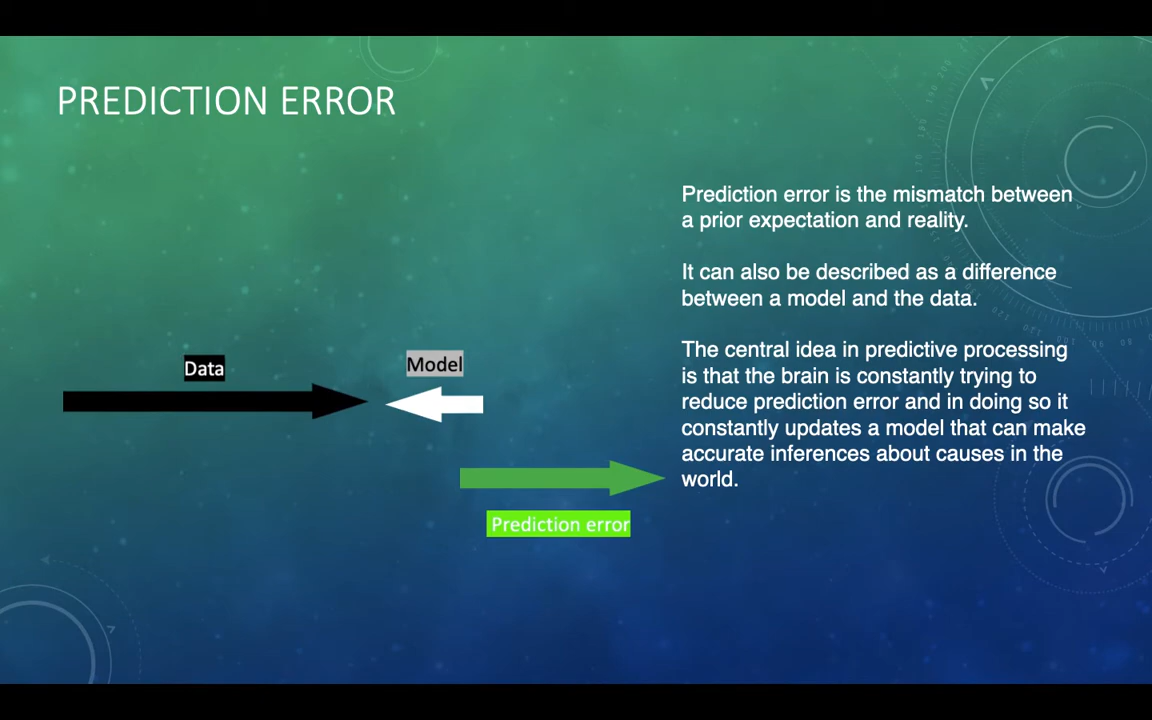 PREDICTION ERROR
Prediction error is the mismatch between
a prior expectation and reality.
It can also be described as a difference
between a model and the data.
The central idea in predictive processing
is that the brain is constantly trying to
reduce prediction error and in doing so it
constantly updates a model that can make
accurate inferences about causes in the
world.
Data
Model
Prediction error